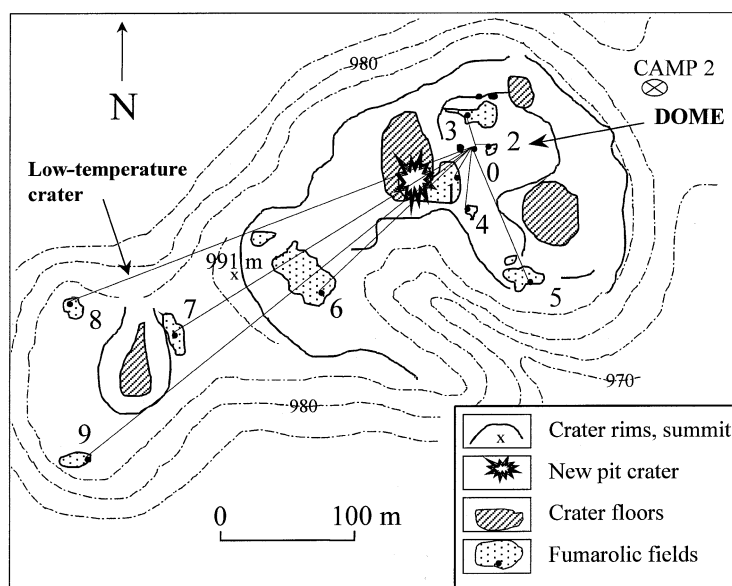 980
CAMP 2
N
3
2
DOME
0
Low-temperature
crater
1
4
991 m
x
5
6
7
8
970
980
9
x
Crater rims, summit
New pit crater
Crater floors
Fumarolic fields
0
100 m